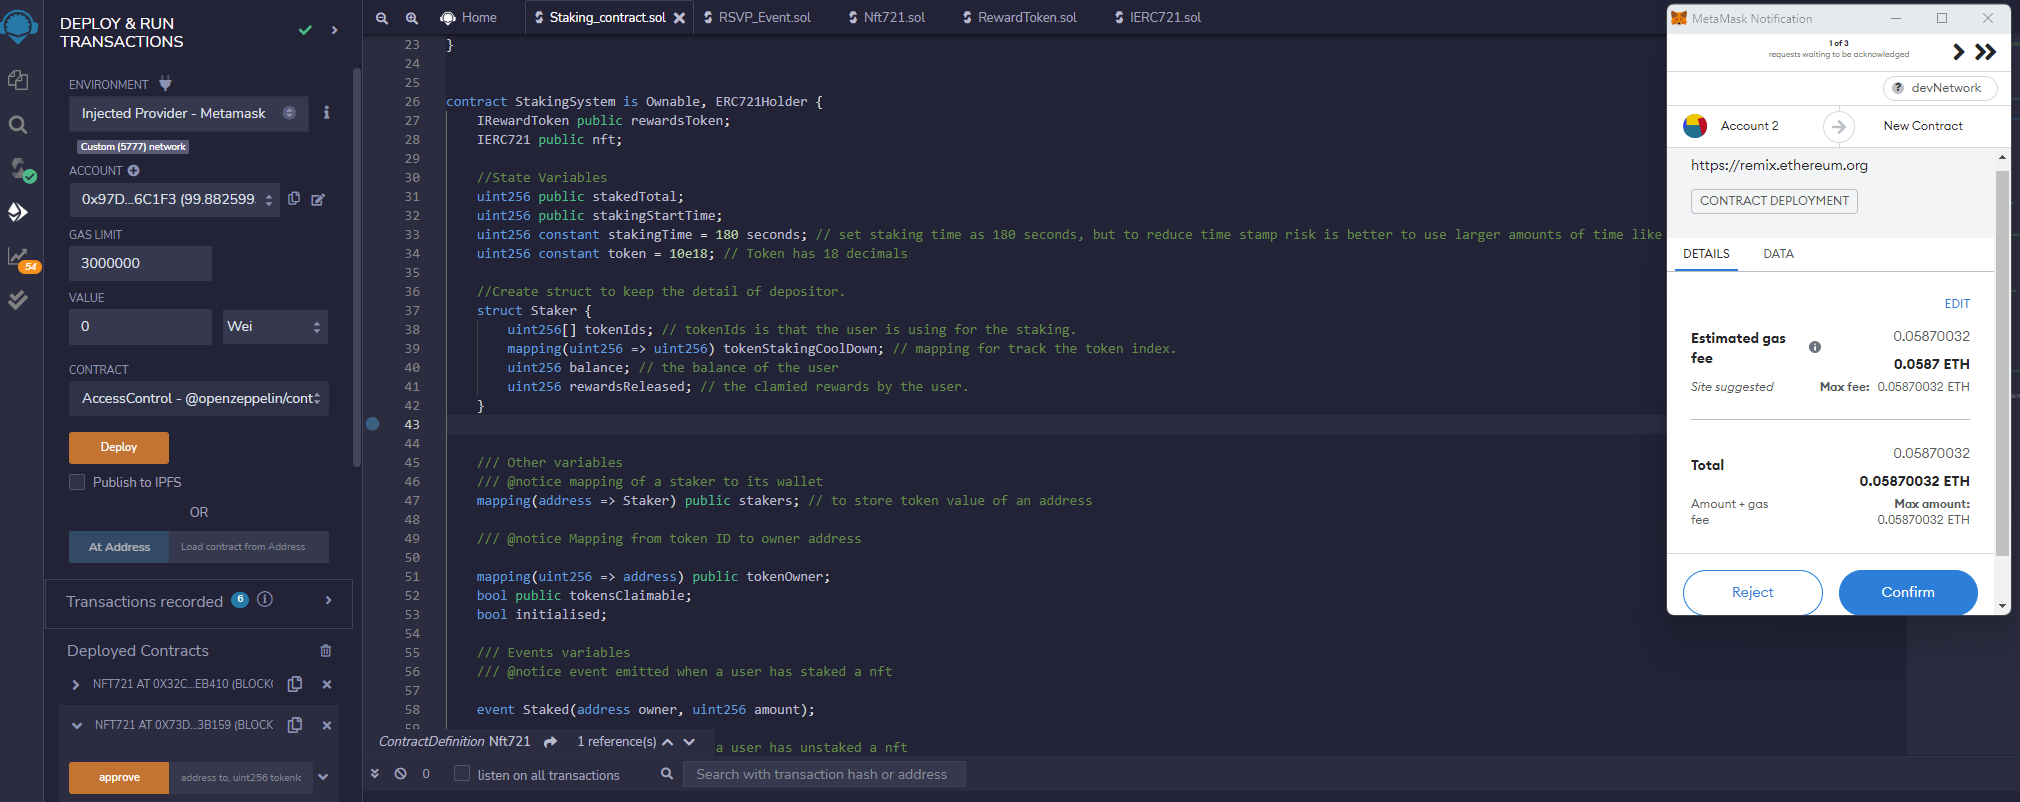 DEPLOY & RUN
TRANSACTIONS
ENVIRONMENT
Injected Provider - Metamask
Custom (5777) network
ACCOUNT
0x97D...6C1F3 (99.882599
GAS LIMIT
3000000
VALUE
0
Wei
CONTRACT
AccessControl - @openzeppelin/cont
Deploy
Publish to IPFS
OR
At Address
Load contract from Address
Transactions recorded 6 i
Deployed Contracts
NFT721 AT 0X32C...EB410 (BLOCKC
NFT721 AT 0X73D...3B159 (BLOCK
approve
address to, uint256 tokenId
54
Home
Staking_contract.sol
RSVP_Event.sol
Nft721.sol
RewardToken.sol
IERC721.sol
23 }
24
25
26 contract StakingSystem is Ownable, ERC721Holder {
27 IRewardToken public rewardsToken;
28 IERC721 public nft;
29
30 //State Variables
31 uint256 public stakedTotal;
32 uint256 public stakingStartTime;
33 uint256 constant stakingTime = 180 seconds; // set staking time as 180 seconds, but to reduce time stamp risk is better to use larger amounts of time like
34 uint256 constant token = 10e18; // Token has 18 decimals
35
36 //Create struct to keep the detail of depositor.
37 struct Staker {
38 uint256[] tokenIds; // tokenIds is that the user is using for the staking.
39 mapping(uint256 => uint256) tokenStakingCoolDown; // mapping for track the token index.
40 uint256 balance; // the balance of the user
41 uint256 rewardsReleased; // the clamied rewards by the user.
42 }
43
44
45 /// Other variables
46 /// @notice mapping of a staker to its wallet
47 mapping(address => Staker) public stakers; // to store token value of an address
48
49 /// @notice Mapping from token ID to owner address
50
51 mapping(uint256 => address) public tokenOwner;
52 bool public tokensClaimable;
53 bool initialised;
54
55 /// Events variables
56 /// @notice event emitted when a user has staked a nft
57
58 event Staked(address owner, uint256 amount);
59
ContractDefinition Nft721 1 reference(s)
a user has unstaked a nft
0
listen on all transactions
Search with transaction hash or address
MetaMask Notification
1 of 3
requests waiting to be acknowledged
? devNetwork
Account 2
New Contract
https://remix.ethereum.org
CONTRACT DEPLOYMENT
DETAILS
DATA
EDIT
Estimated gas
fee
0.05870032
0.0587 ETH
Site suggested
Max fee: 0.05870032 ETH
Total
0.05870032
0.05870032 ETH
Amount + gas
fee
Max amount:
0.05870032 ETH
Reject
Confirm